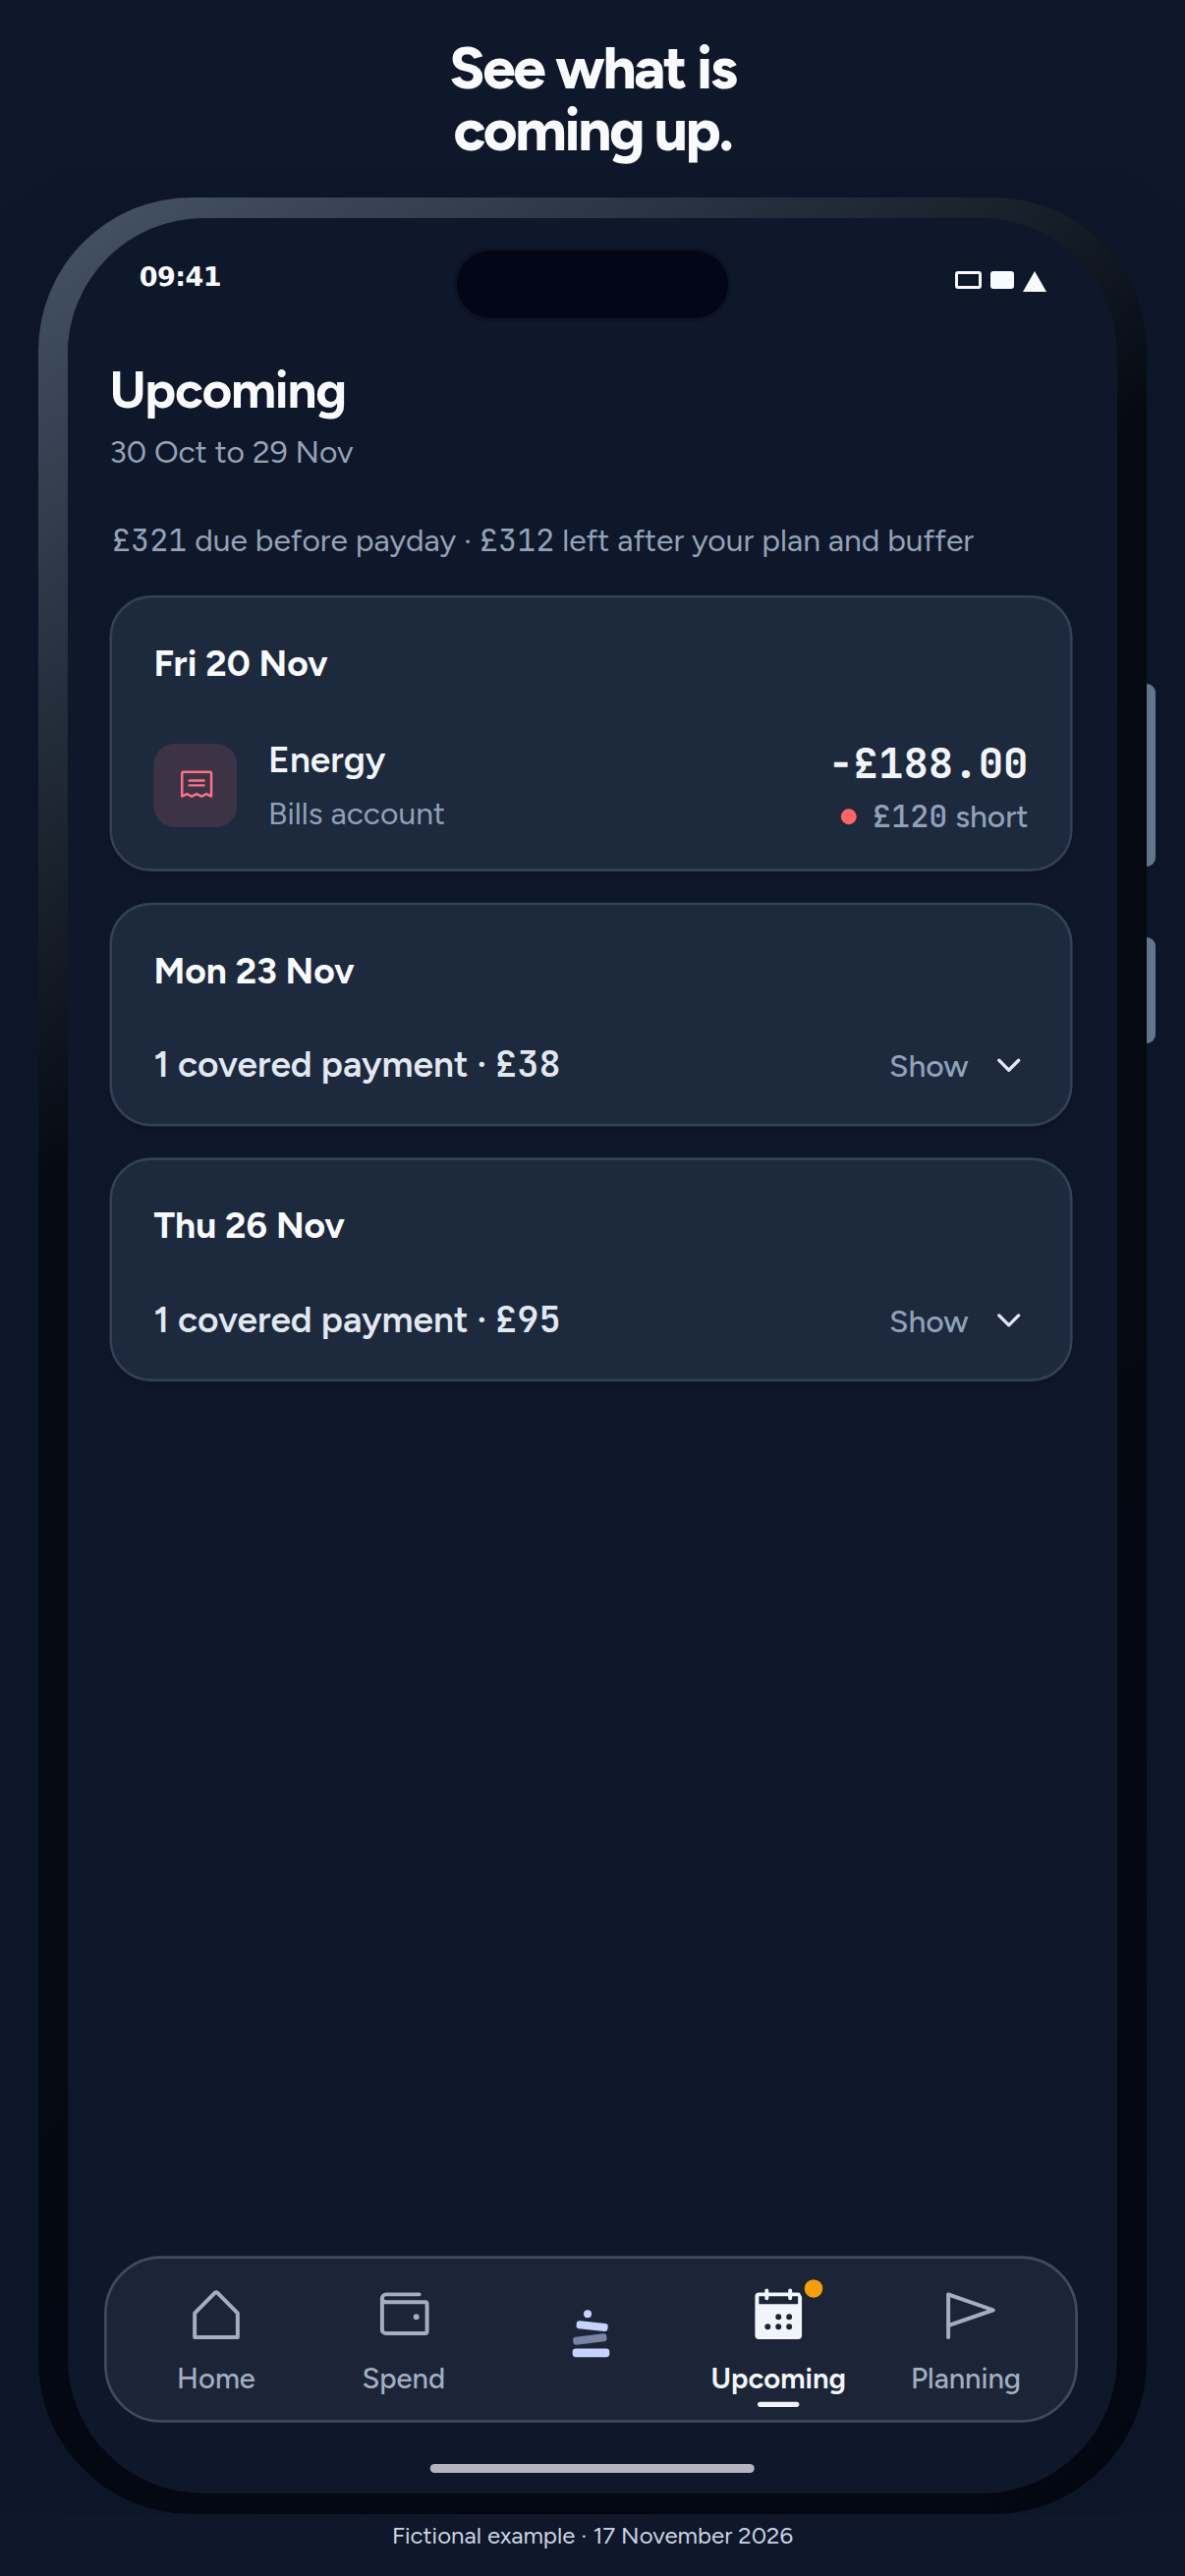 See what is
coming up.
09:41
Upcoming
30 Oct to 29 Nov
£321 due before payday · £312 left after your plan and buffer
Fri 20 Nov
Energy -£188.00
Bills account £120 short
Mon 23 Nov
1 covered payment · £38 Show
Thu 26 Nov
1 covered payment · £95 Show
Home Spend Upcoming Planning
Fictional example · 17 November 2026